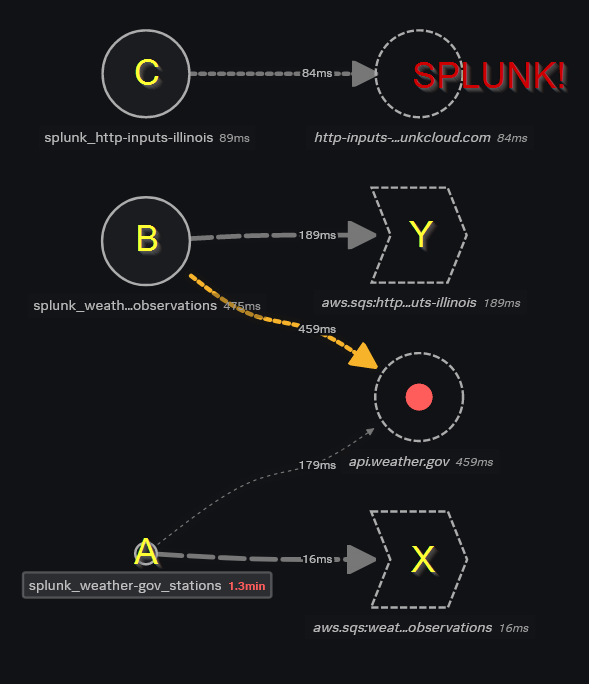 C
84ms
SPLUNK!
splunk_http-inputs-illinois 89ms
http-inputs-...unkcloud.com 84ms
B
189ms
Y
splunk_weath...observations 475ms
aws.sqs:http...uts-illinois 189ms
459ms
api.weather.gov 459ms
179ms
A
16ms
X
splunk_weather-gov_stations 1.3min
aws.sqs:weat...observations 16ms